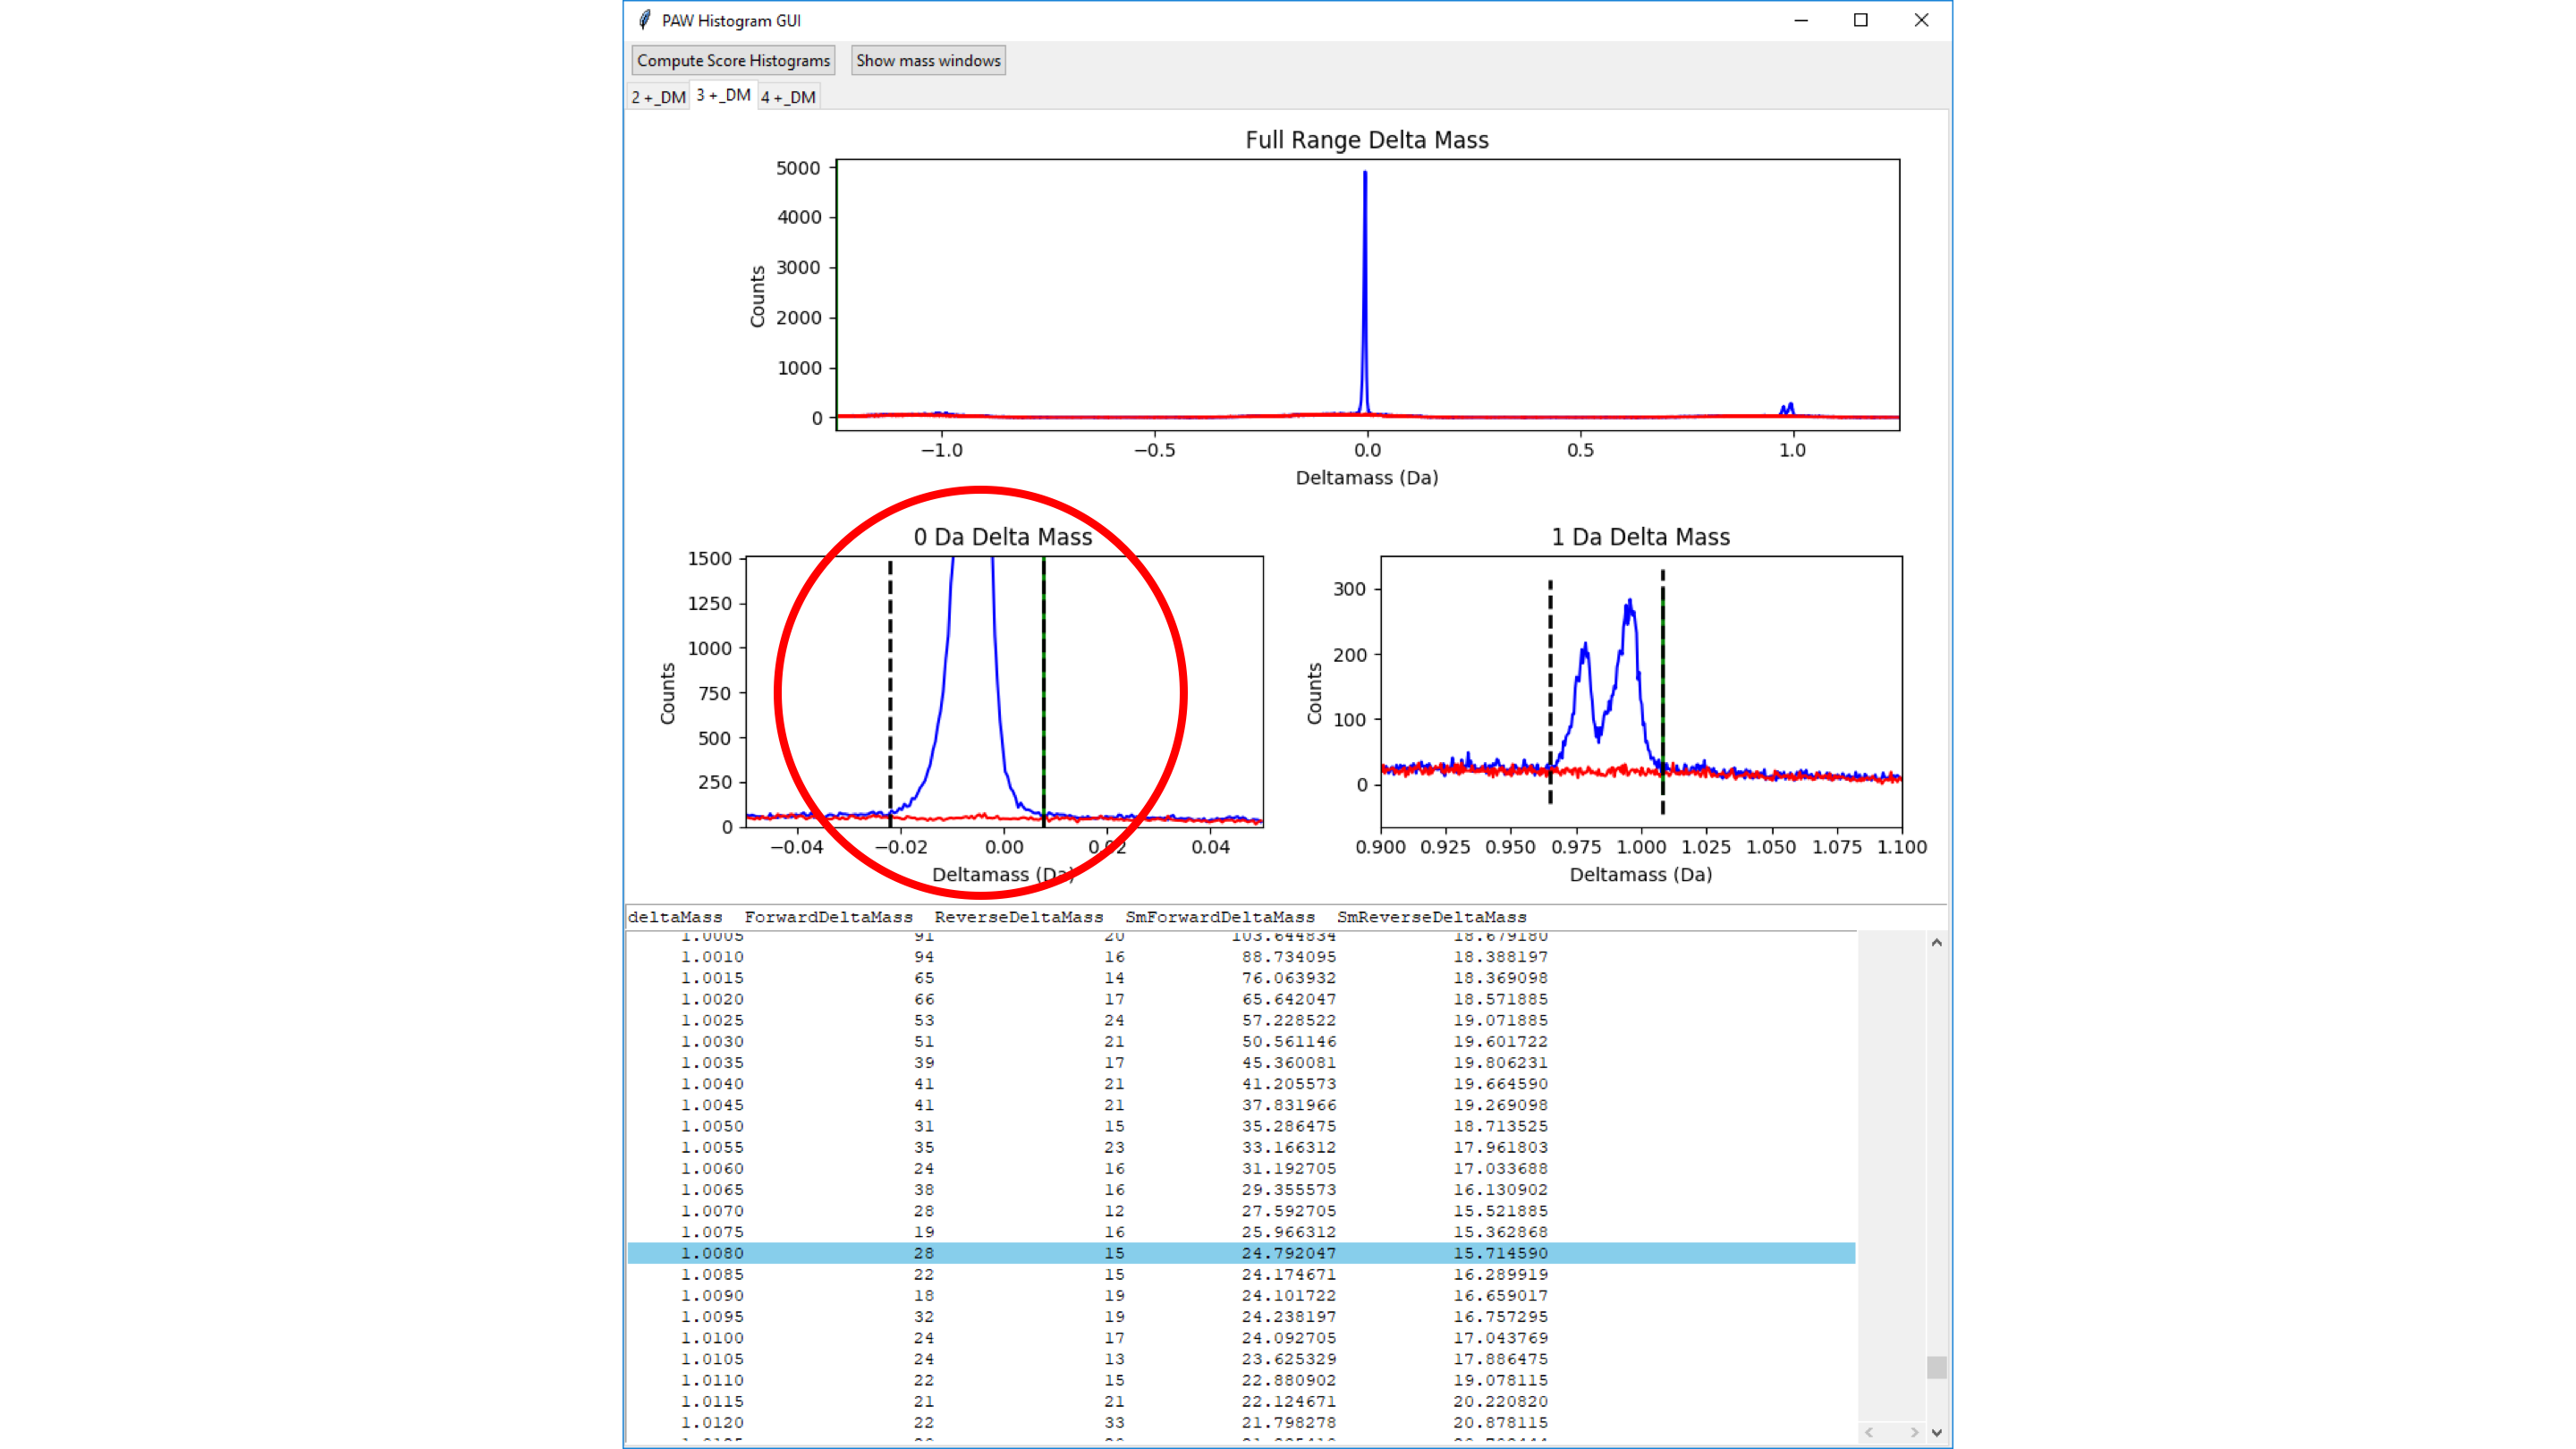 PAW Histogram GUI
Compute Score Histograms Show mass windows
2 +_DM 3 +_DM 4 +_DM
Full Range Delta Mass
5000
4000
3000
2000
1000
0
Counts
−1.0 −0.5 0.0 0.5 1.0
Deltamass (Da)
0 Da Delta Mass
1500
1250
1000
750
500
250
0
Counts
−0.04 −0.02 0.00 0.02 0.04
Deltamass (Da)
1 Da Delta Mass
300
200
100
0
Counts
0.900 0.925 0.950 0.975 1.000 1.025 1.050 1.075 1.100
Deltamass (Da)
deltaMass ForwardDeltaMass ReverseDeltaMass SmForwardDeltaMass SmReverseDeltaMass
1.0005 91 20 103.644834 18.679180
1.0010 94 16 88.734095 18.388197
1.0015 65 14 76.063932 18.369098
1.0020 66 17 65.642047 18.571885
1.0025 53 24 57.228522 19.071885
1.0030 51 21 50.561146 19.601722
1.0035 39 17 45.360081 19.806231
1.0040 41 21 41.205573 19.664590
1.0045 41 21 37.831966 19.269098
1.0050 31 15 35.286475 18.713525
1.0055 35 23 33.166312 17.961803
1.0060 24 16 31.192705 17.033688
1.0065 38 16 29.355573 16.130902
1.0070 28 12 27.592705 15.521885
1.0075 19 16 25.966312 15.362868
1.0080 28 15 24.792047 15.714590
1.0085 22 15 24.174671 16.289919
1.0090 18 19 24.101722 16.659017
1.0095 32 19 24.238197 16.757295
1.0100 24 17 24.092705 17.043769
1.0105 24 13 23.625329 17.886475
1.0110 22 15 22.880902 19.078115
1.0115 21 21 22.124671 20.220820
1.0120 22 33 21.798278 20.878115